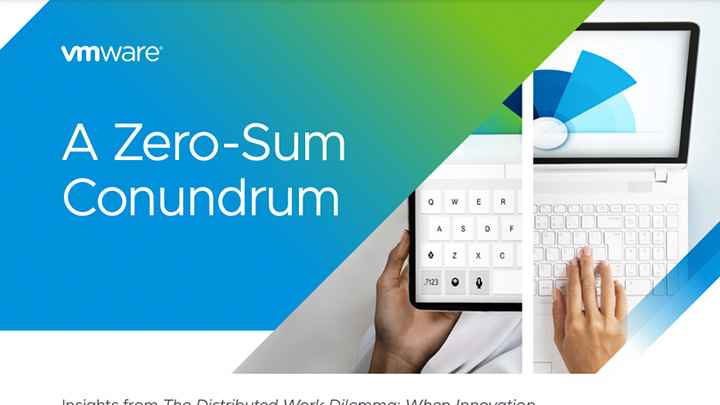 vmware®
A Zero-Sum
Conundrum
Q W E R
A S D F
Z X C
.?123
Insights from The Distributed Work Dilemma: When Innovation